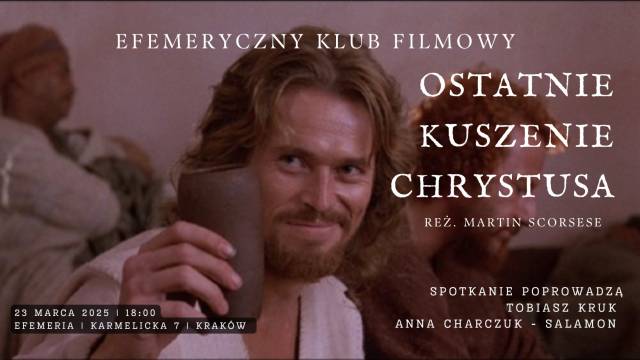 EFEMERYCZNY KLUB FILMOWY
OSTATNIE
KUSZENIE
CHRYSTUSA
REŻ. MARTIN SCORSESE
SPOTKANIE POPROWADZĄ
TOBIASZ KRUK
ANNA CHARCZUK - SALAMON
23 MARCA 2025 | 18:00
EFEMERIA | KARMELICKA 7 | KRAKÓW